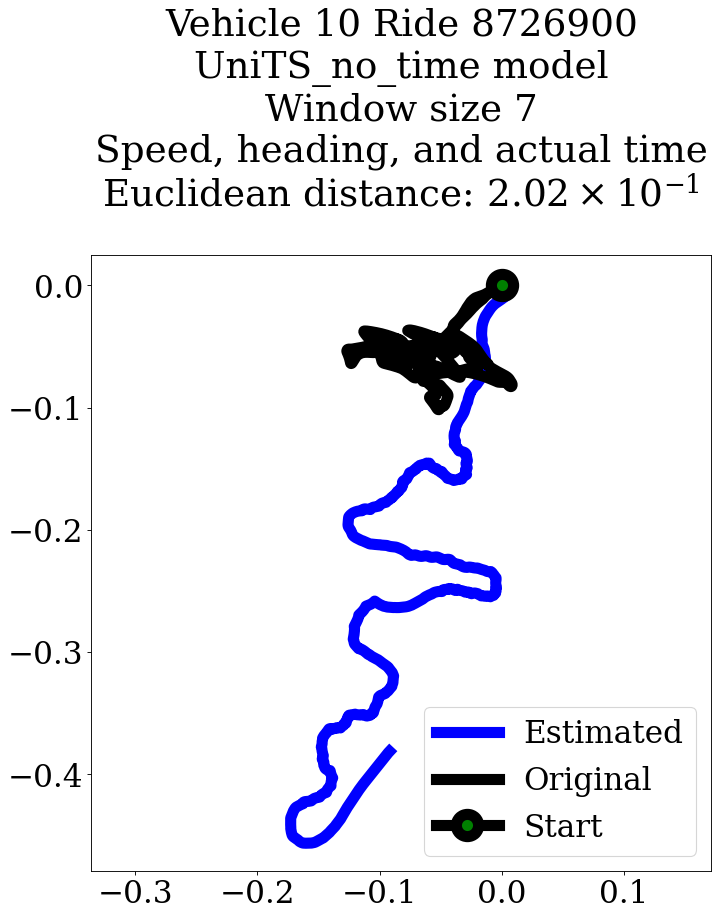 Vehicle 10 Ride 8726900
UniTS_no_time model
Window size 7
Speed, heading, and actual time
Euclidean distance: 2.02 × 10⁻¹
0.0
−0.1
−0.2
−0.3
−0.4
Estimated
Original
Start
−0.3 −0.2 −0.1 0.0 0.1